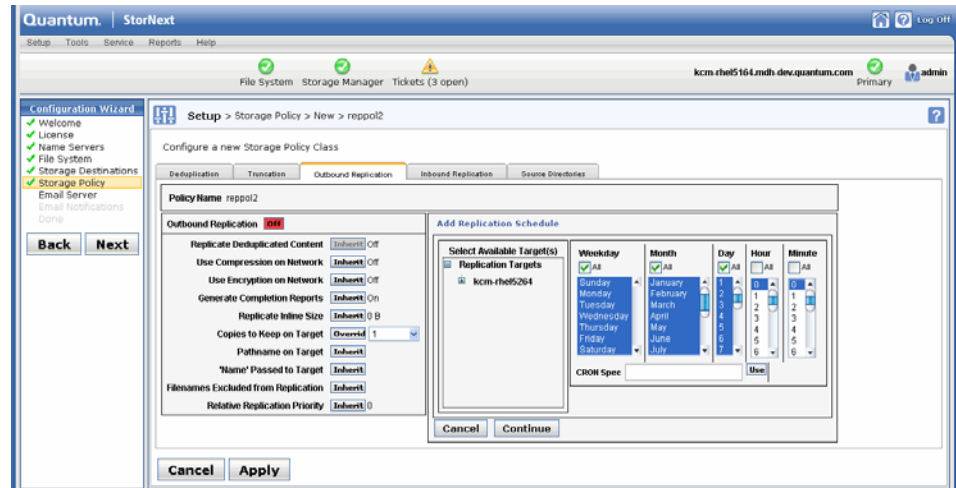 Quantum. | StorNext
Log Off
Setup Tools Service Reports Help
File System Storage Manager Tickets (3 open)
kcm-rhel5164.mdh-dev.quantum.com
Primary
admin
Configuration Wizard
Welcome
License
Name Servers
File System
Storage Destinations
Storage Policy
Email Server
Email Notifications
Done
Back Next
Setup > Storage Policy > New > reppol2
?
Configure a new Storage Policy Class
Deduplication Truncation Outbound Replication Inbound Replication Source Directories
Policy Name reppol2
Outbound Replication Off
Replicate Deduplicated Content Inherit Off
Use Compression on Network Inherit Off
Use Encryption on Network Inherit Off
Generate Completion Reports Inherit On
Replicate Inline Size Inherit 0 B
Copies to Keep on Target Overrid 1
Pathname on Target Inherit
'Name' Passed to Target Inherit
Filenames Excluded from Replication Inherit
Relative Replication Priority Inherit 0
Add Replication Schedule
Select Available Target(s)
Replication Targets
kcm-rhel5264
Weekday Month Day Hour Minute
All All All All All
Sunday January 1 0 0
Monday February 2 1 1
Tuesday March 3 2 2
Wednesday April 4 3 3
Thursday May 5 4 4
Friday June 6 5 5
Saturday July 7 6 6
CRON Spec Use
Cancel Continue
Cancel Apply